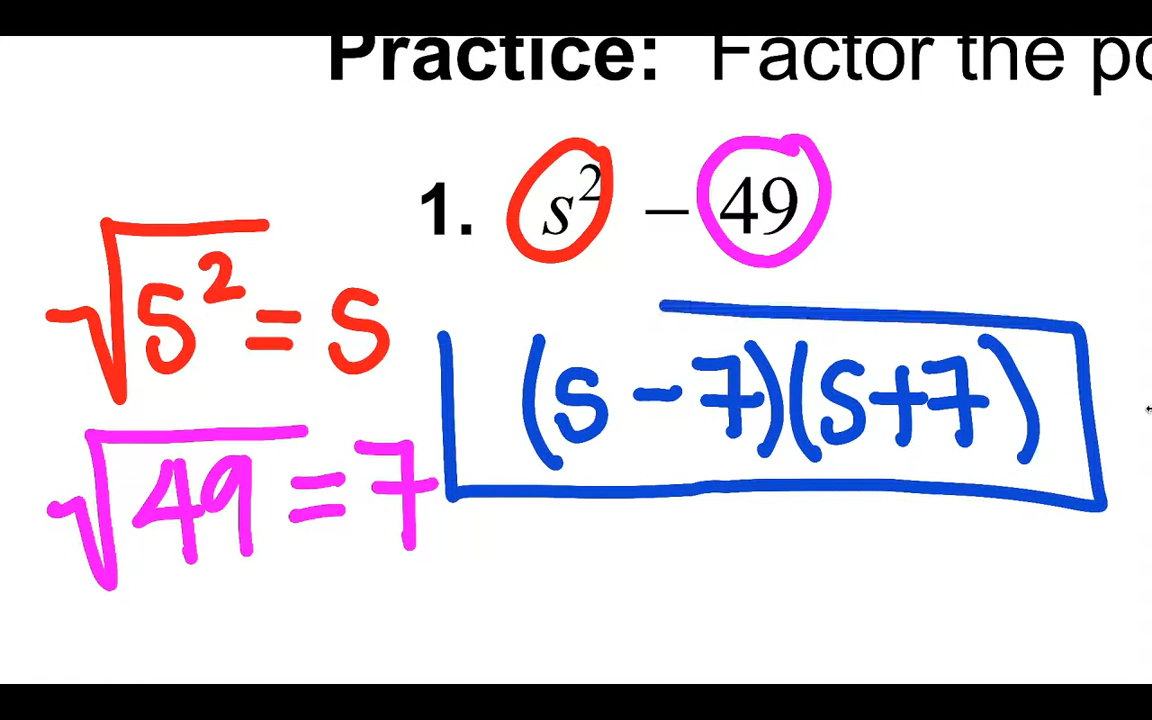 Practice: Factor the po
1. s² − 49
√s² = s
(s − 7)(s + 7)
√49 = 7